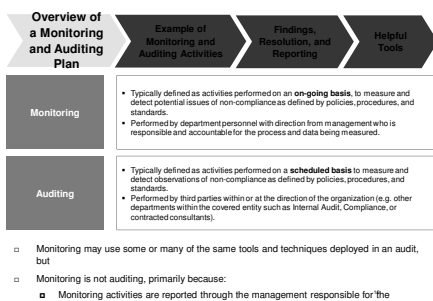 Overview of
a Monitoring
and Auditing
Plan
Example of
Monitoring and
Auditing Activities
Findings,
Resolution, and
Reporting
Helpful
Tools
Monitoring
▪ Typically defined as activities performed on an on-going basis, to measure and
detect potential issues of non-compliance as defined by policies, procedures, and
standards.
▪ Performed by department personnel with direction from management who is
responsible and accountable for the process and data being measured.
Auditing
▪ Typically defined as activities performed on a scheduled basis to measure and
detect observations of non-compliance as defined by policies, procedures, and
standards.
▪ Performed by third parties within or at the direction of the organization (e.g. other
departments within the covered entity such as Internal Audit, Compliance, or
contracted consultants).
□ Monitoring may use some or many of the same tools and techniques deployed in an audit,
but
□ Monitoring is not auditing, primarily because:
Monitoring activities are reported through the management responsible for the